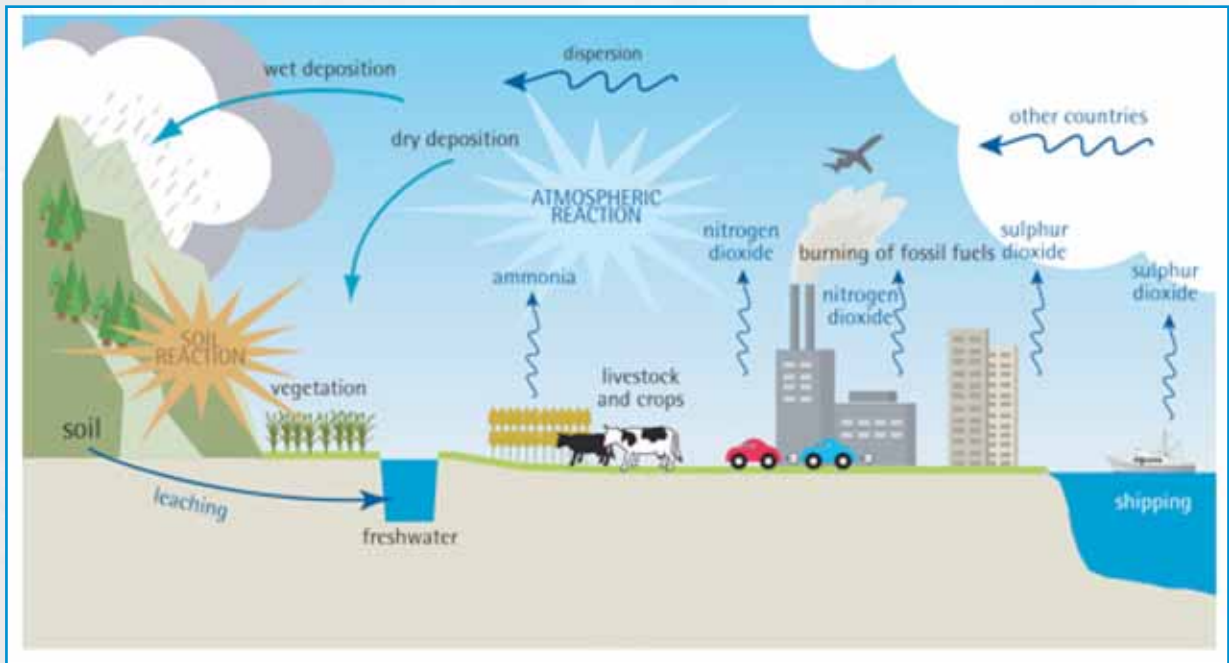 dispersion
wet deposition
other countries
dry deposition
ATMOSPHERIC
REACTION
nitrogen
dioxide
sulphur
dioxide
burning of fossil fuels
ammonia
sulphur
dioxide
nitrogen
dioxide
SOIL
REACTION
livestock
and crops
vegetation
soil
leaching
shipping
freshwater